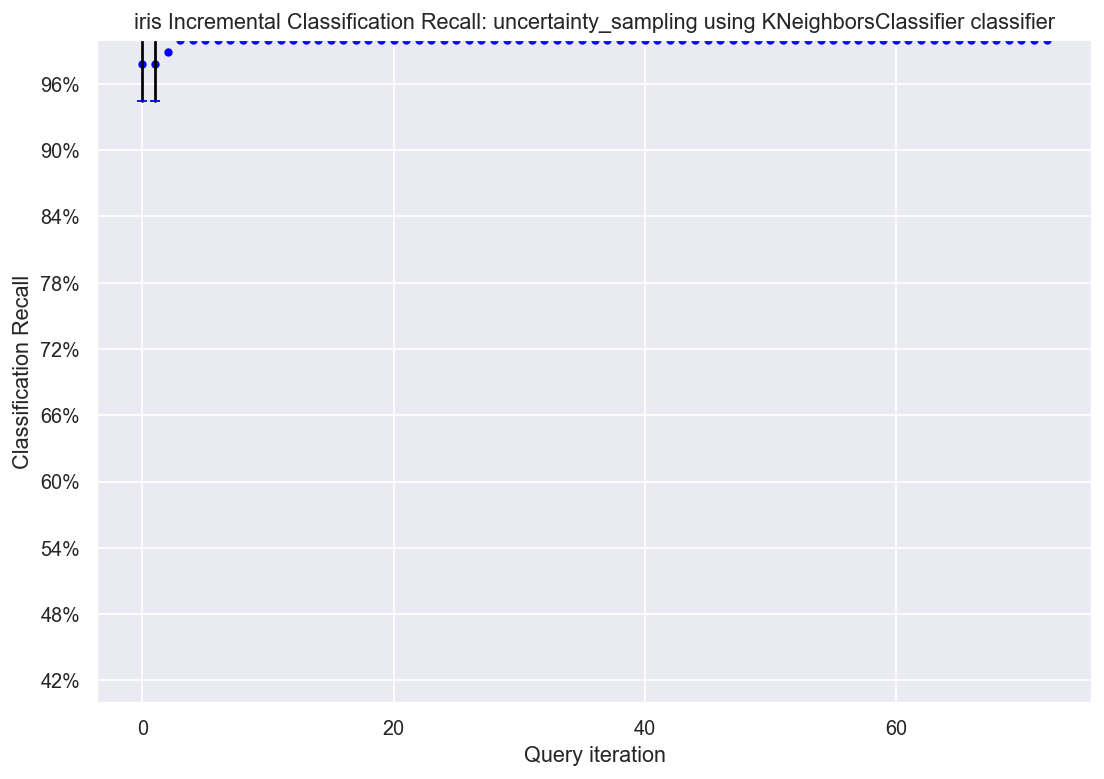 iris Incremental Classification Recall: uncertainty_sampling using KNeighborsClassifier classifier
96%
90%
84%
78%
72%
66%
60%
54%
48%
42%
Classification Recall
0 20 40 60
Query iteration